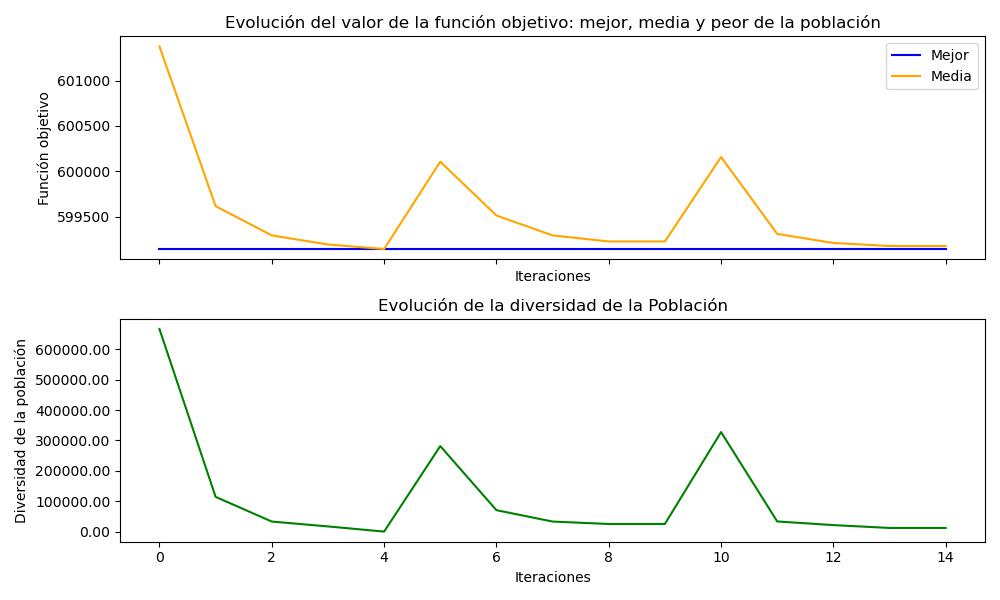 Evolución del valor de la función objetivo: mejor, media y peor de la población
Mejor
Media
Función objetivo
601000
600500
600000
599500
Iteraciones
Evolución de la diversidad de la Población
Diversidad de la población
600000.00
500000.00
400000.00
300000.00
200000.00
100000.00
0.00
0 2 4 6 8 10 12 14
Iteraciones